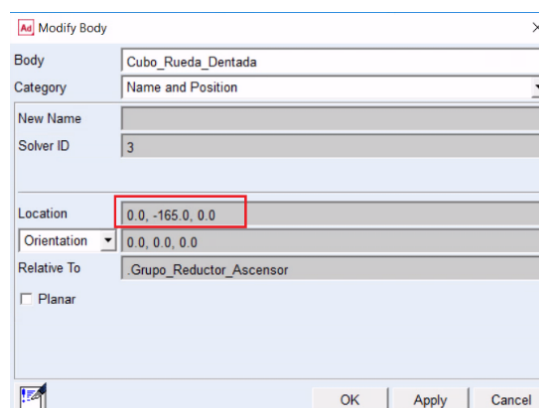 Ad Modify Body
Body Cubo_Rueda_Dentada
Category Name and Position
New Name
Solver ID 3
Location 0.0, -165.0, 0.0
Orientation 0.0, 0.0, 0.0
Relative To .Grupo_Reductor_Ascensor
Planar
OK Apply Cancel